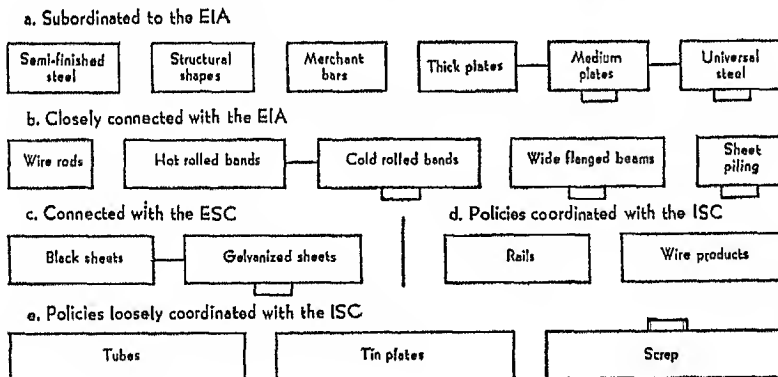 a. Subordinated to the EIA
Semi-finished steel
Structural shapes
Merchant bars
Thick plates
Medium plates
Universal steel
b. Closely connected with the EIA
Wire rods
Hot rolled bands
Cold rolled bands
Wide flanged beams
Sheet piling
c. Connected with the ESC
d. Policies coordinated with the ISC
Black sheets
Galvanized sheets
Rails
Wire products
e. Policies loosely coordinated with the ISC
Tubes
Tin plates
Scrap